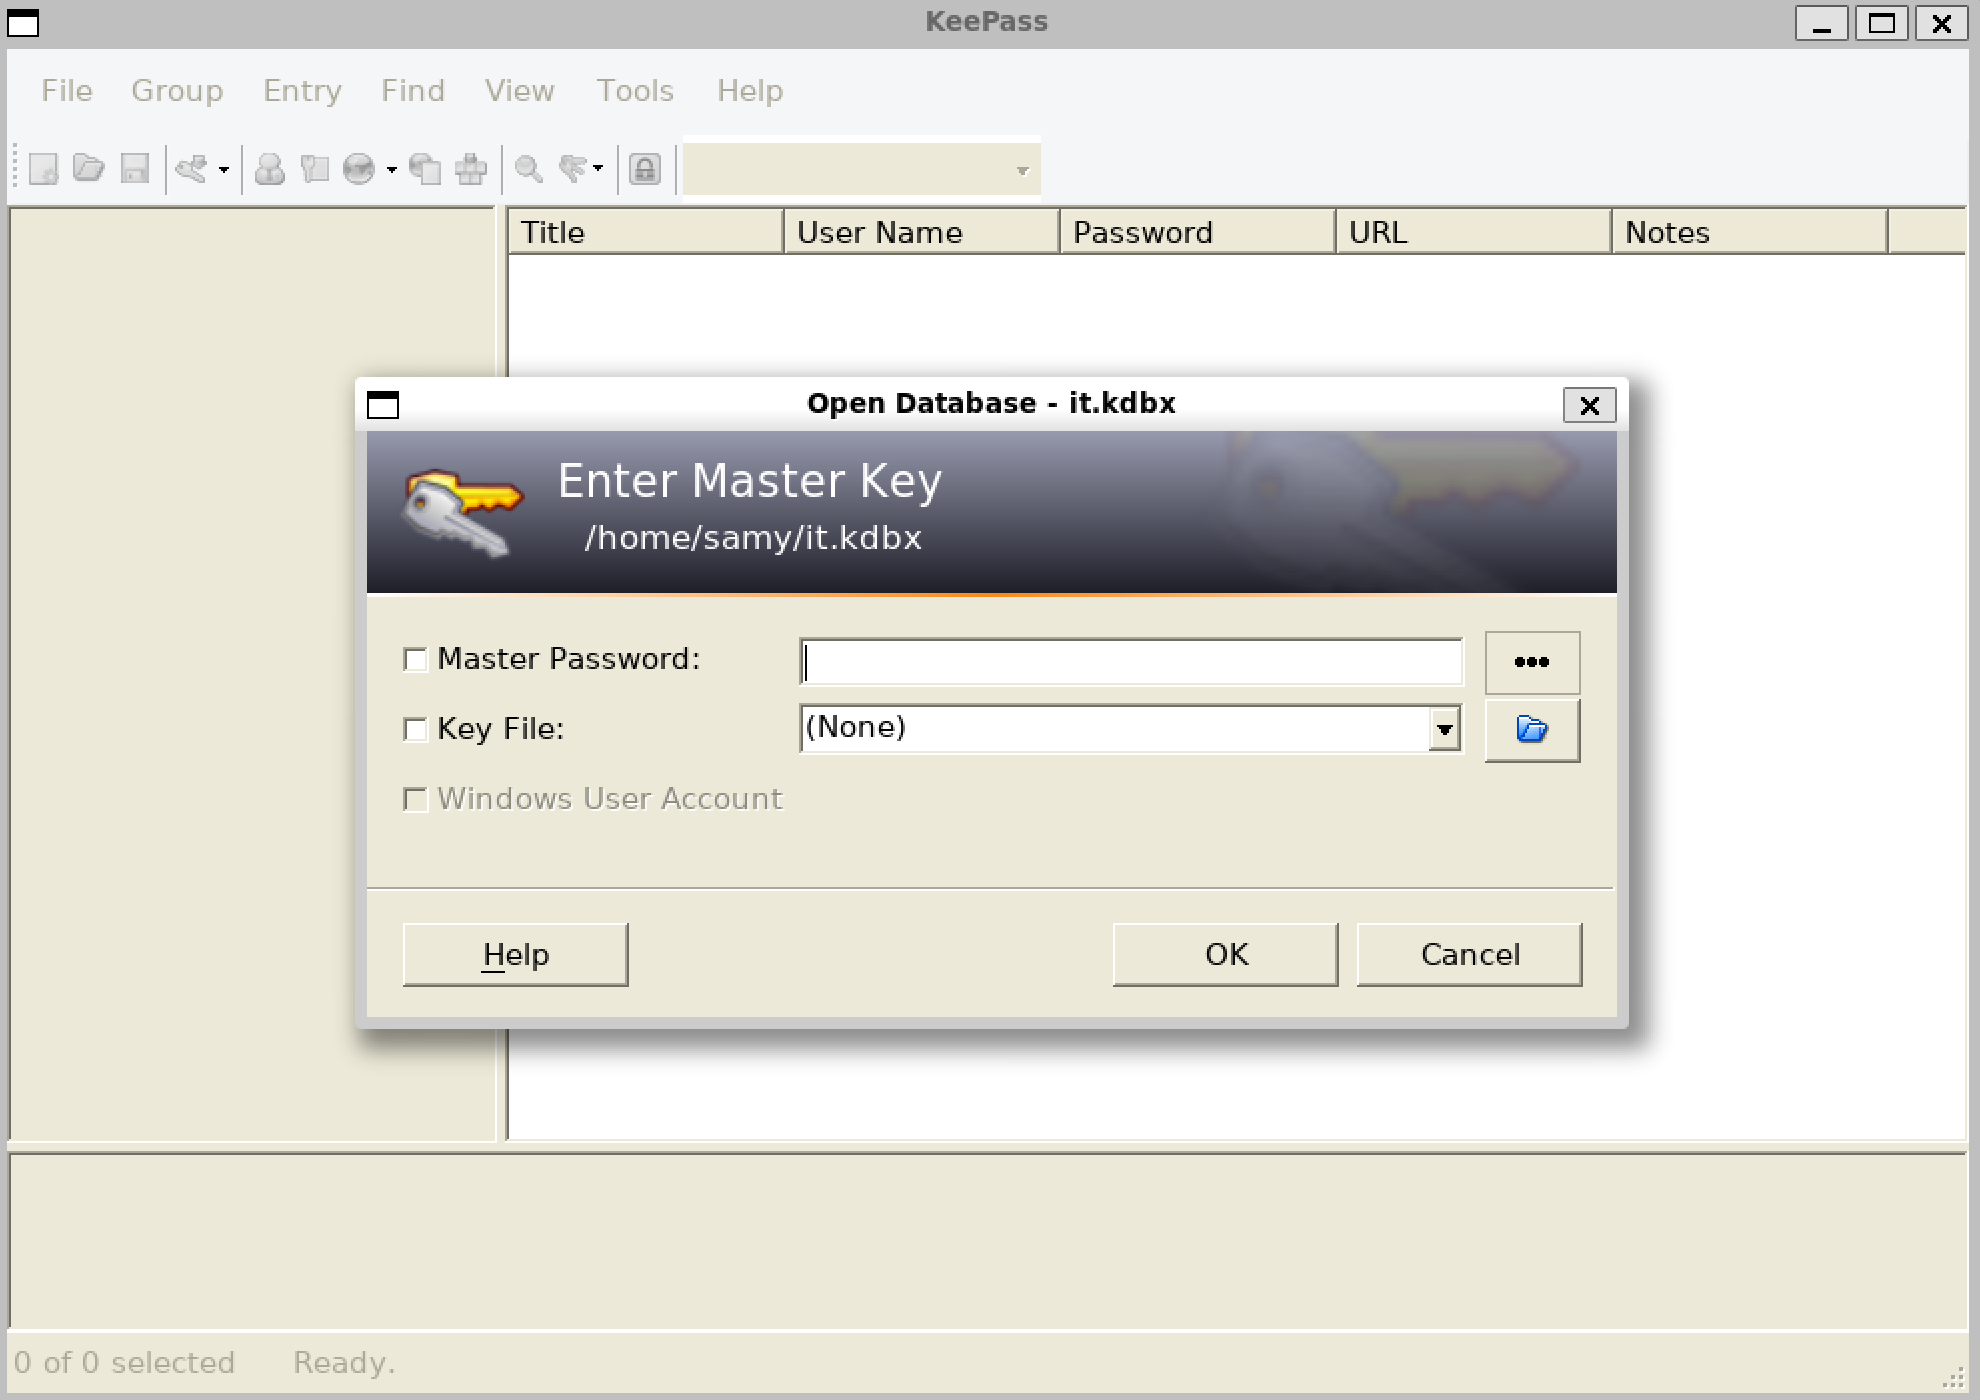 KeePass
File Group Entry Find View Tools Help
Title User Name Password URL Notes
Open Database - it.kdbx
Enter Master Key
/home/samy/it.kdbx
Master Password:
Key File: (None)
Windows User Account
Help OK Cancel
0 of 0 selected Ready.